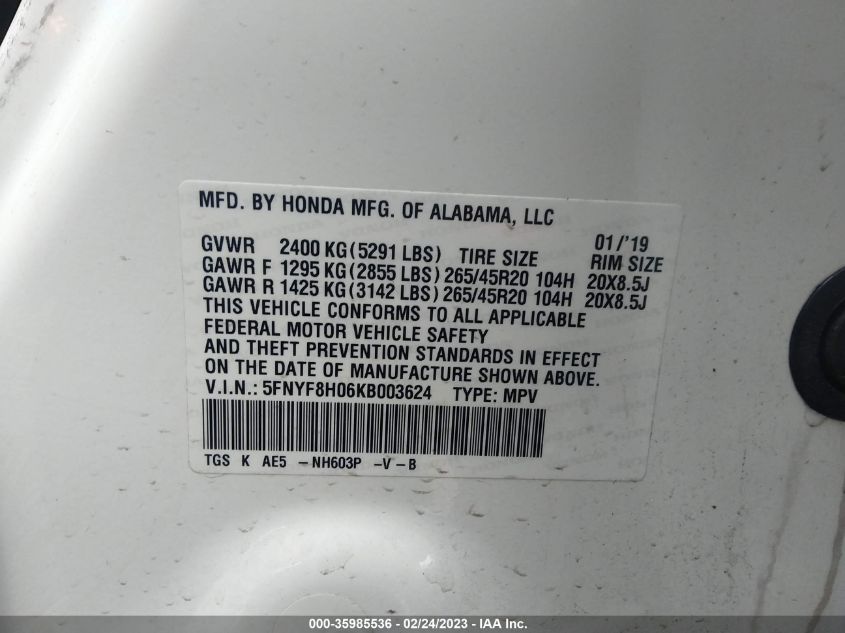 MFD. BY HONDA MFG. OF ALABAMA, LLC
01/'19
GVWR 2400 KG(5291 LBS) TIRE SIZE RIM SIZE
GAWR F 1295 KG(2855 LBS) 265/45R20 104H 20X8.5J
GAWR R 1425 KG(3142 LBS) 265/45R20 104H 20X8.5J
THIS VEHICLE CONFORMS TO ALL APPLICABLE
FEDERAL MOTOR VEHICLE SAFETY
AND THEFT PREVENTION STANDARDS IN EFFECT
ON THE DATE OF MANUFACTURE SHOWN ABOVE.
V.I.N.: 5FNYF8H06KB003624 TYPE: MPV
TGS K AE5 -NH603P -V-B
000-35985536 - 02/24/2023 - IAA Inc.